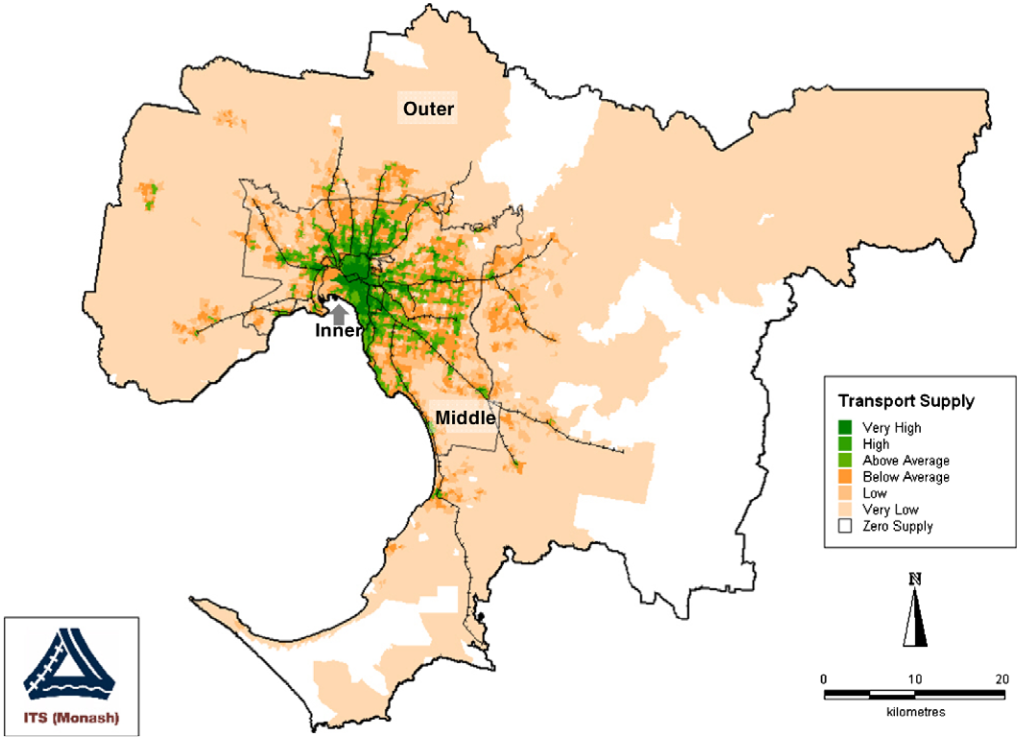 Outer
Inner
Middle
Transport Supply
Very High
High
Above Average
Below Average
Low
Very Low
Zero Supply
N
0 10 20
kilometres
ITS (Monash)